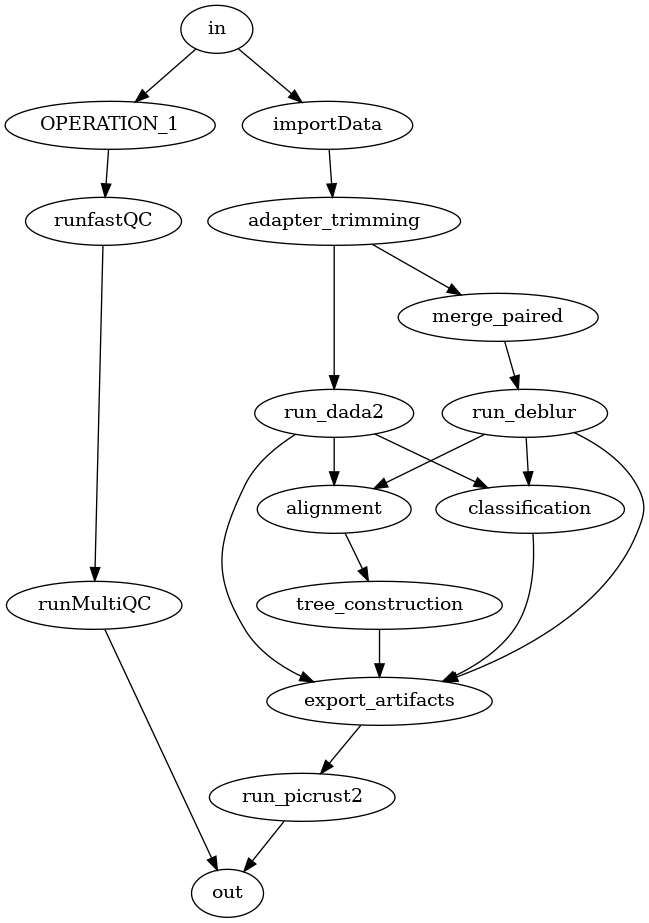 in
OPERATION_1
importData
runfastQC
adapter_trimming
merge_paired
run_dada2
run_deblur
alignment
classification
runMultiQC
tree_construction
export_artifacts
run_picrust2
out